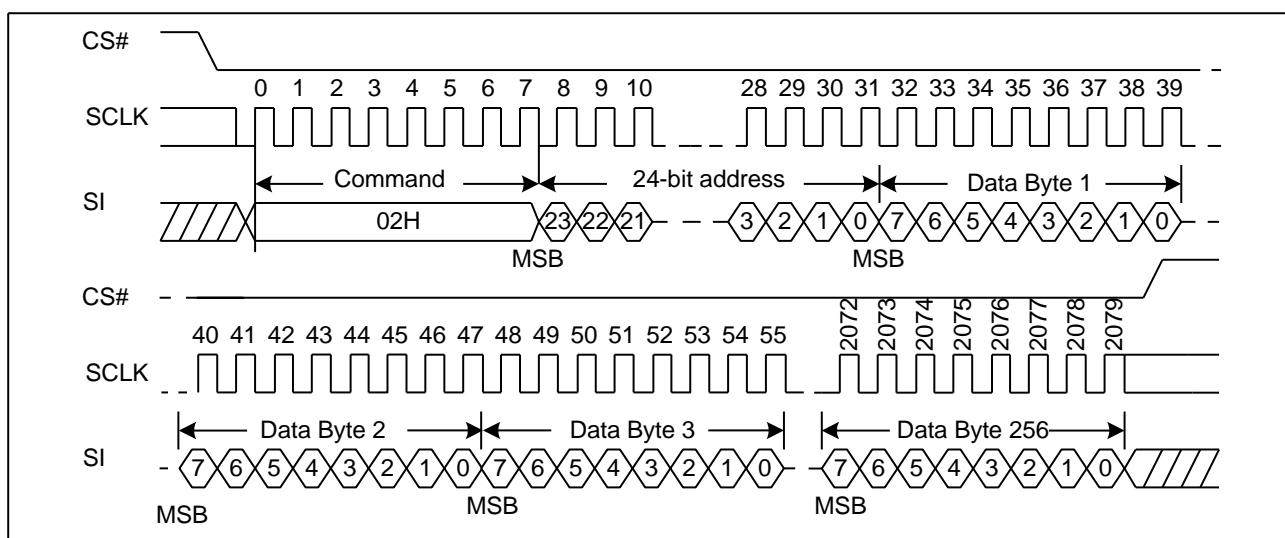 CS#
0 1 2 3 4 5 6 7 8 9 10 28 29 30 31 32 33 34 35 36 37 38 39
SCLK
Command 24-bit address Data Byte 1
SI
02H 23 22 21 3 2 1 0 7 6 5 4 3 2 1 0
MSB MSB
CS#
40 41 42 43 44 45 46 47 48 49 50 51 52 53 54 55 2072 2073 2074 2075 2076 2077 2078 2079
SCLK
Data Byte 2 Data Byte 3 Data Byte 256
SI
7 6 5 4 3 2 1 0 7 6 5 4 3 2 1 0 7 6 5 4 3 2 1 0
MSB MSB MSB